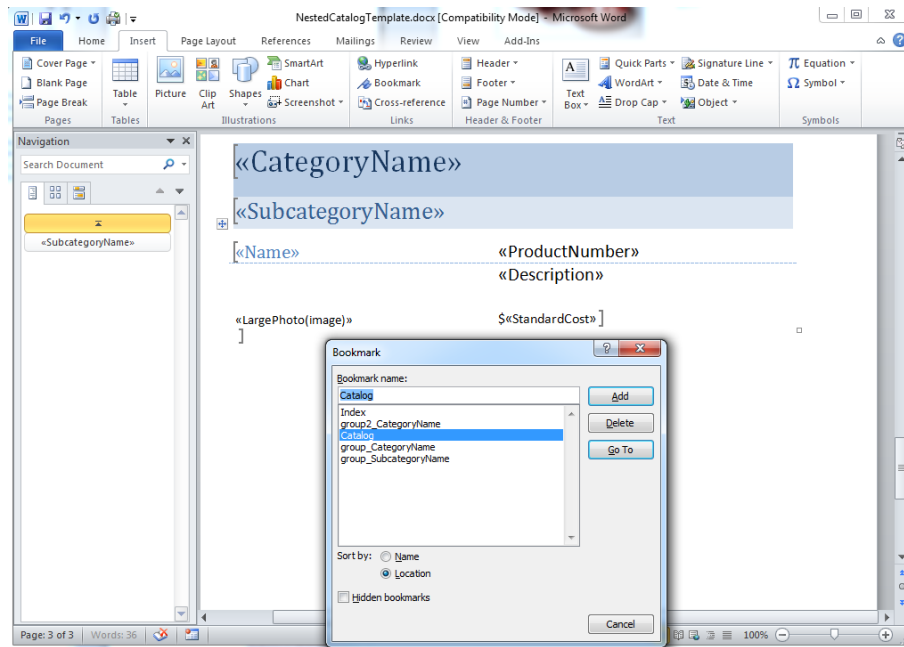 NestedCatalogTemplate.docx [Compatibility Mode] - Microsoft Word
File Home Insert Page Layout References Mailings Review View Add-Ins
Cover Page
Blank Page
Page Break
Pages
Table
Tables
Picture
Clip Art
Shapes
SmartArt
Chart
Screenshot
Illustrations
Hyperlink
Bookmark
Cross-reference
Links
Header
Footer
Page Number
Header & Footer
Text Box
Quick Parts
WordArt
Drop Cap
Signature Line
Date & Time
Object
Text
π Equation
Ω Symbol
Symbols
Navigation
Search Document
«SubcategoryName»
«CategoryName»
«SubcategoryName»
«Name» «ProductNumber»
«Description»
«LargePhoto(image)» $«StandardCost»
Bookmark
Bookmark name:
Catalog
Index
group2_CategoryName
Catalog
group_CategoryName
group_SubcategoryName
Add
Delete
Go To
Sort by: Name
Location
Hidden bookmarks
Cancel
Page: 3 of 3 Words: 36 100%